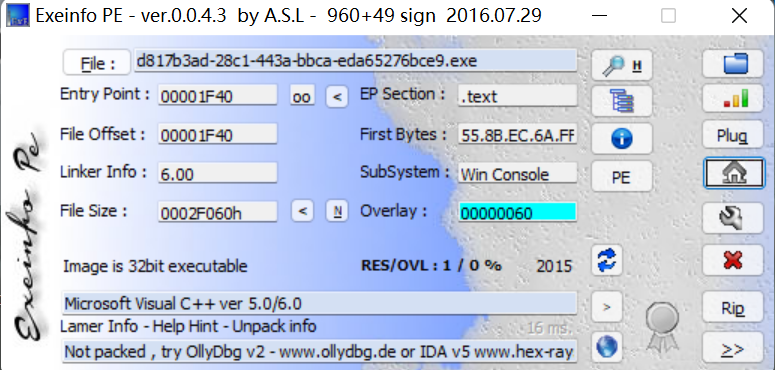 Exeinfo PE - ver.0.0.4.3 by A.S.L - 960+49 sign 2016.07.29
File : d817b3ad-28c1-443a-bbca-eda65276bce9.exe H
Entry Point : 00001F40 oo < EP Section : .text
File Offset : 00001F40 First Bytes : 55.8B.EC.6A.FF Plug
Linker Info : 6.00 SubSystem : Win Console PE
File Size : 0002F060h < N Overlay : 00000060
Image is 32bit executable RES/OVL : 1 / 0 % 2015
Microsoft Visual C++ ver 5.0/6.0 > Rip
Lamer Info - Help Hint - Unpack info 16 ms.
Not packed , try OllyDbg v2 - www.ollydbg.de or IDA v5 www.hex-ray >>
Exeinfo Pe